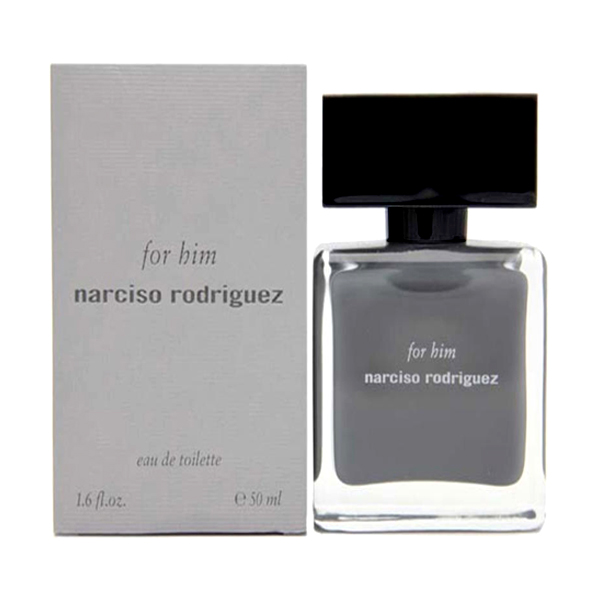 for him
narciso rodriguez
eau de toilette
1.6 fl.oz. ℮ 50 ml
for him
narciso rodriguez